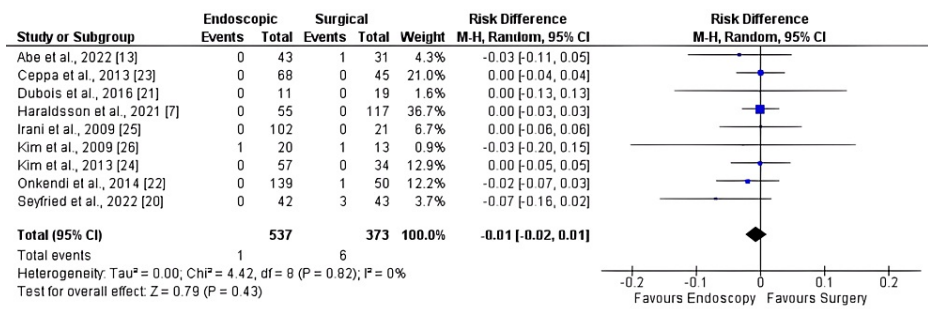 Endoscopic Surgical Risk Difference Risk Difference
Study or Subgroup Events Total Events Total Weight M-H, Random, 95% CI M-H, Random, 95% CI
Abe et al., 2022 [13] 0 43 1 31 4.3% -0.03 [-0.11, 0.05]
Ceppa et al., 2013 [23] 0 68 0 45 21.0% 0.00 [-0.04, 0.04]
Dubois et al., 2016 [21] 0 11 0 19 1.6% 0.00 [-0.13, 0.13]
Haraldsson et al., 2021 [7] 0 55 0 117 36.7% 0.00 [-0.03, 0.03]
Irani et al., 2009 [25] 0 102 0 21 6.7% 0.00 [-0.06, 0.06]
Kim et al., 2009 [26] 1 20 1 13 0.9% -0.03 [-0.20, 0.15]
Kim et al., 2013 [24] 0 57 0 34 12.9% 0.00 [-0.05, 0.05]
Onkendi et al., 2014 [22] 0 139 1 50 12.2% -0.02 [-0.07, 0.03]
Seyfried et al., 2022 [20] 0 42 3 43 3.7% -0.07 [-0.16, 0.02]
Total (95% CI) 537 373 100.0% -0.01 [-0.02, 0.01]
Total events 1 6
Heterogeneity: Tau² = 0.00; Chi² = 4.42, df = 8 (P = 0.82); I² = 0%
Test for overall effect: Z = 0.79 (P = 0.43)
-0.2 -0.1 0 0.1 0.2
Favours Endoscopy Favours Surgery